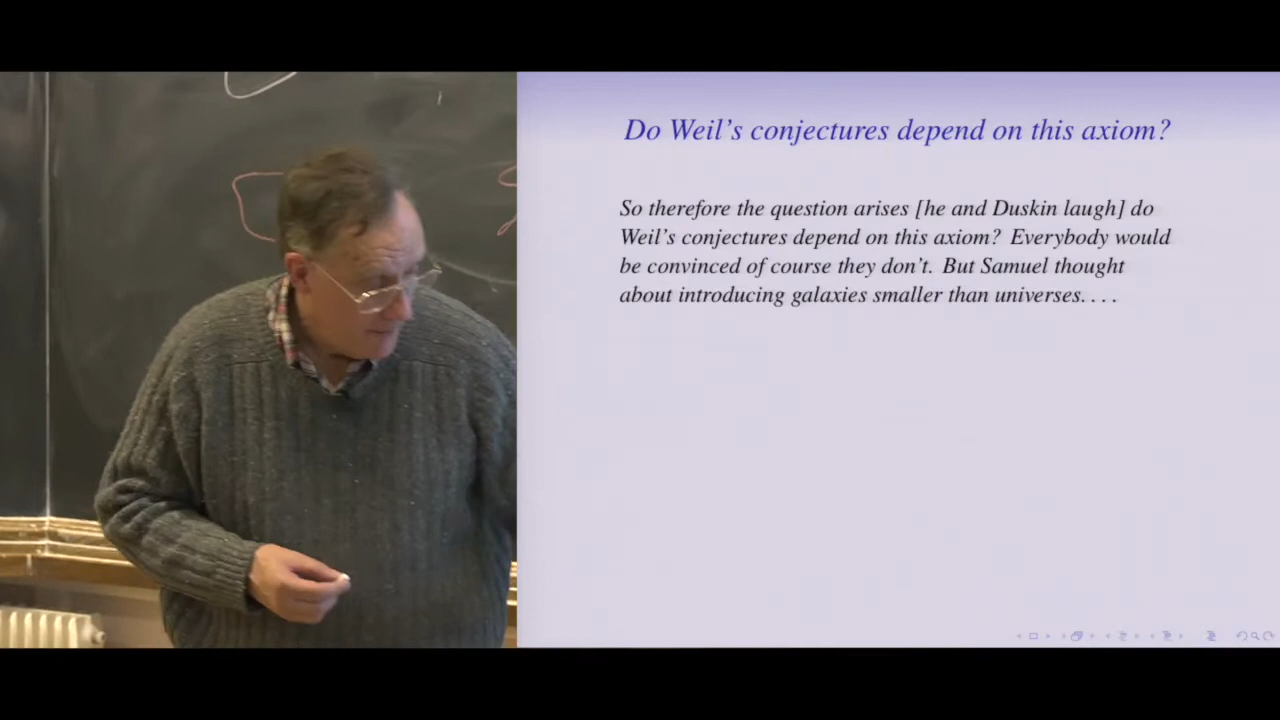 Do Weil's conjectures depend on this axiom?
So therefore the question arises [he and Duskin laugh] do
Weil's conjectures depend on this axiom? Everybody would
be convinced of course they don't. But Samuel thought
about introducing galaxies smaller than universes. . . .